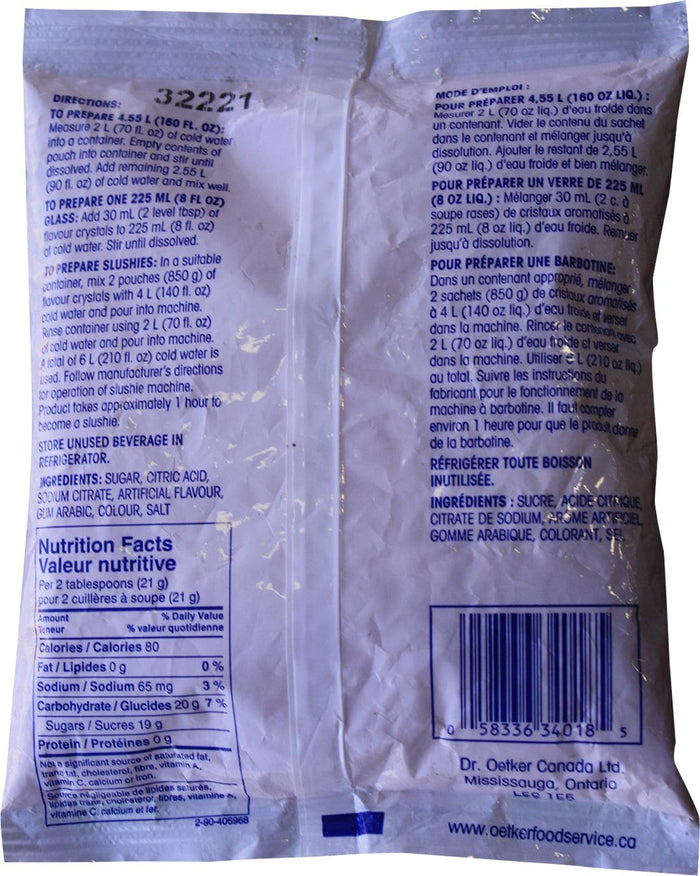 32221
DIRECTIONS:
TO PREPARE 4.55 L (160 FL. OZ):
Measure 2 L (70 fl. oz) of cold water
into a container. Empty contents of
pouch into container and stir until
dissolved. Add remaining 2.55 L
(90 fl. oz) of cold water and mix well.
TO PREPARE ONE 225 ML (8 FL OZ)
GLASS: Add 30 mL (2 level tbsp) of
flavour crystals to 225 mL (8 fl. oz)
of cold water. Stir until dissolved.
TO PREPARE SLUSHIES: In a suitable
container, mix 2 pouches (850 g) of
flavour crystals with 4 L (140 fl. oz)
cold water and pour into machine.
Rinse container using 2 L (70 fl. oz)
of cold water and pour into machine.
A total of 6 L (210 fl. oz) cold water is
used. Follow manufacturer's directions
for operation of slushie machine.
Product takes approximately 1 hour to
become a slushie.
STORE UNUSED BEVERAGE IN
REFRIGERATOR.
INGREDIENTS: SUGAR, CITRIC ACID,
SODIUM CITRATE, ARTIFICIAL FLAVOUR,
GUM ARABIC, COLOUR, SALT
Nutrition Facts
Valeur nutritive
Per 2 tablespoons (21 g)
pour 2 cuillères à soupe (21 g)
Amount % Daily Value
Teneur % valeur quotidienne
Calories / Calories 80
Fat / Lipides 0 g 0 %
Sodium / Sodium 65 mg 3 %
Carbohydrate / Glucides 20 g 7 %
Sugars / Sucres 19 g
Protein / Protéines 0 g
Not a significant source of saturated fat,
trans fat, cholesterol, fibre, vitamin A,
vitamin C, calcium or iron.
Source négligeable de lipides saturés,
lipides trans, cholestérol, fibres, vitamine A,
vitamine C, calcium et fer.
2-90-406968
MODE D'EMPLOI :
POUR PRÉPARER 4,55 L (160 OZ LIQ.) :
Mesurer 2 L (70 oz liq.) d'eau froide dans
un contenant. Vider le contenu du sachet
dans le contenant et mélanger jusqu'à
dissolution. Ajouter le restant de 2,55 L
(90 oz liq.) d'eau froide et bien mélanger.
POUR PRÉPARER UN VERRE DE 225 ML
(8 OZ LIQ.) : Mélanger 30 mL (2 c. à
soupe rases) de cristaux aromatisés à
225 mL (8 oz liq.) d'eau froide. Remuer
jusqu'à dissolution.
POUR PRÉPARER UNE BARBOTINE:
Dans un contenant approprié, mélanger
2 sachets (850 g) de cristaux aromatisés
à 4 L (140 oz liq.) d'eau froide et verser
dans la machine. Rincer le contenant avec
2 L (70 oz liq.) d'eau froide et verser
dans la machine. Utiliser 6 L (210 oz liq.)
au total. Suivre les instructions du
fabricant pour le fonctionnement de la
machine à barbotine. Il faut compter
environ 1 heure pour que le produit donne
de la barbotine.
RÉFRIGÉRER TOUTE BOISSON
INUTILISÉE.
INGRÉDIENTS : SUCRE, ACIDE CITRIQUE,
CITRATE DE SODIUM, ARÔME ARTIFICIEL,
GOMME ARABIQUE, COLORANT, SEL
0 58336 34018 5
Dr. Oetker Canada Ltd.
Mississauga, Ontario
L5S 1E5
www.oetkerfoodservice.ca